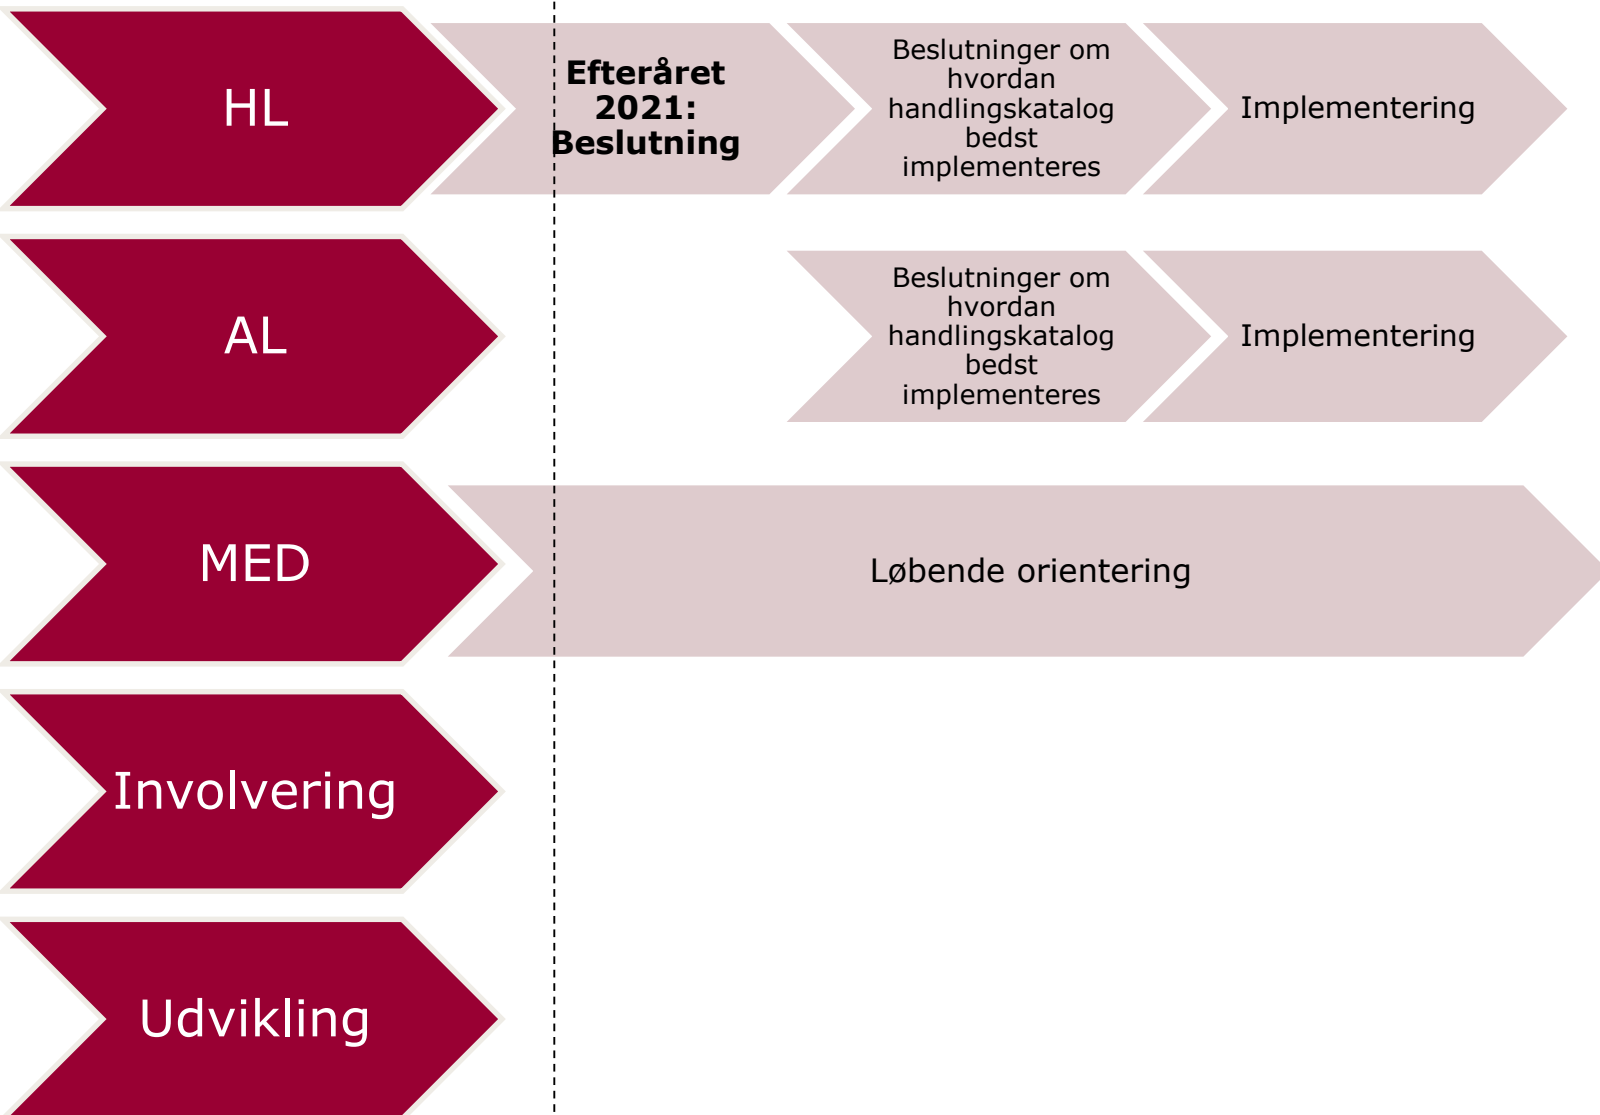 HL
Efteråret
2021:
Beslutning
Beslutninger om
hvordan
handlingskatalog
bedst
implementeres
Implementering
AL
Beslutninger om
hvordan
handlingskatalog
bedst
implementeres
Implementering
MED
Løbende orientering
Involvering
Udvikling